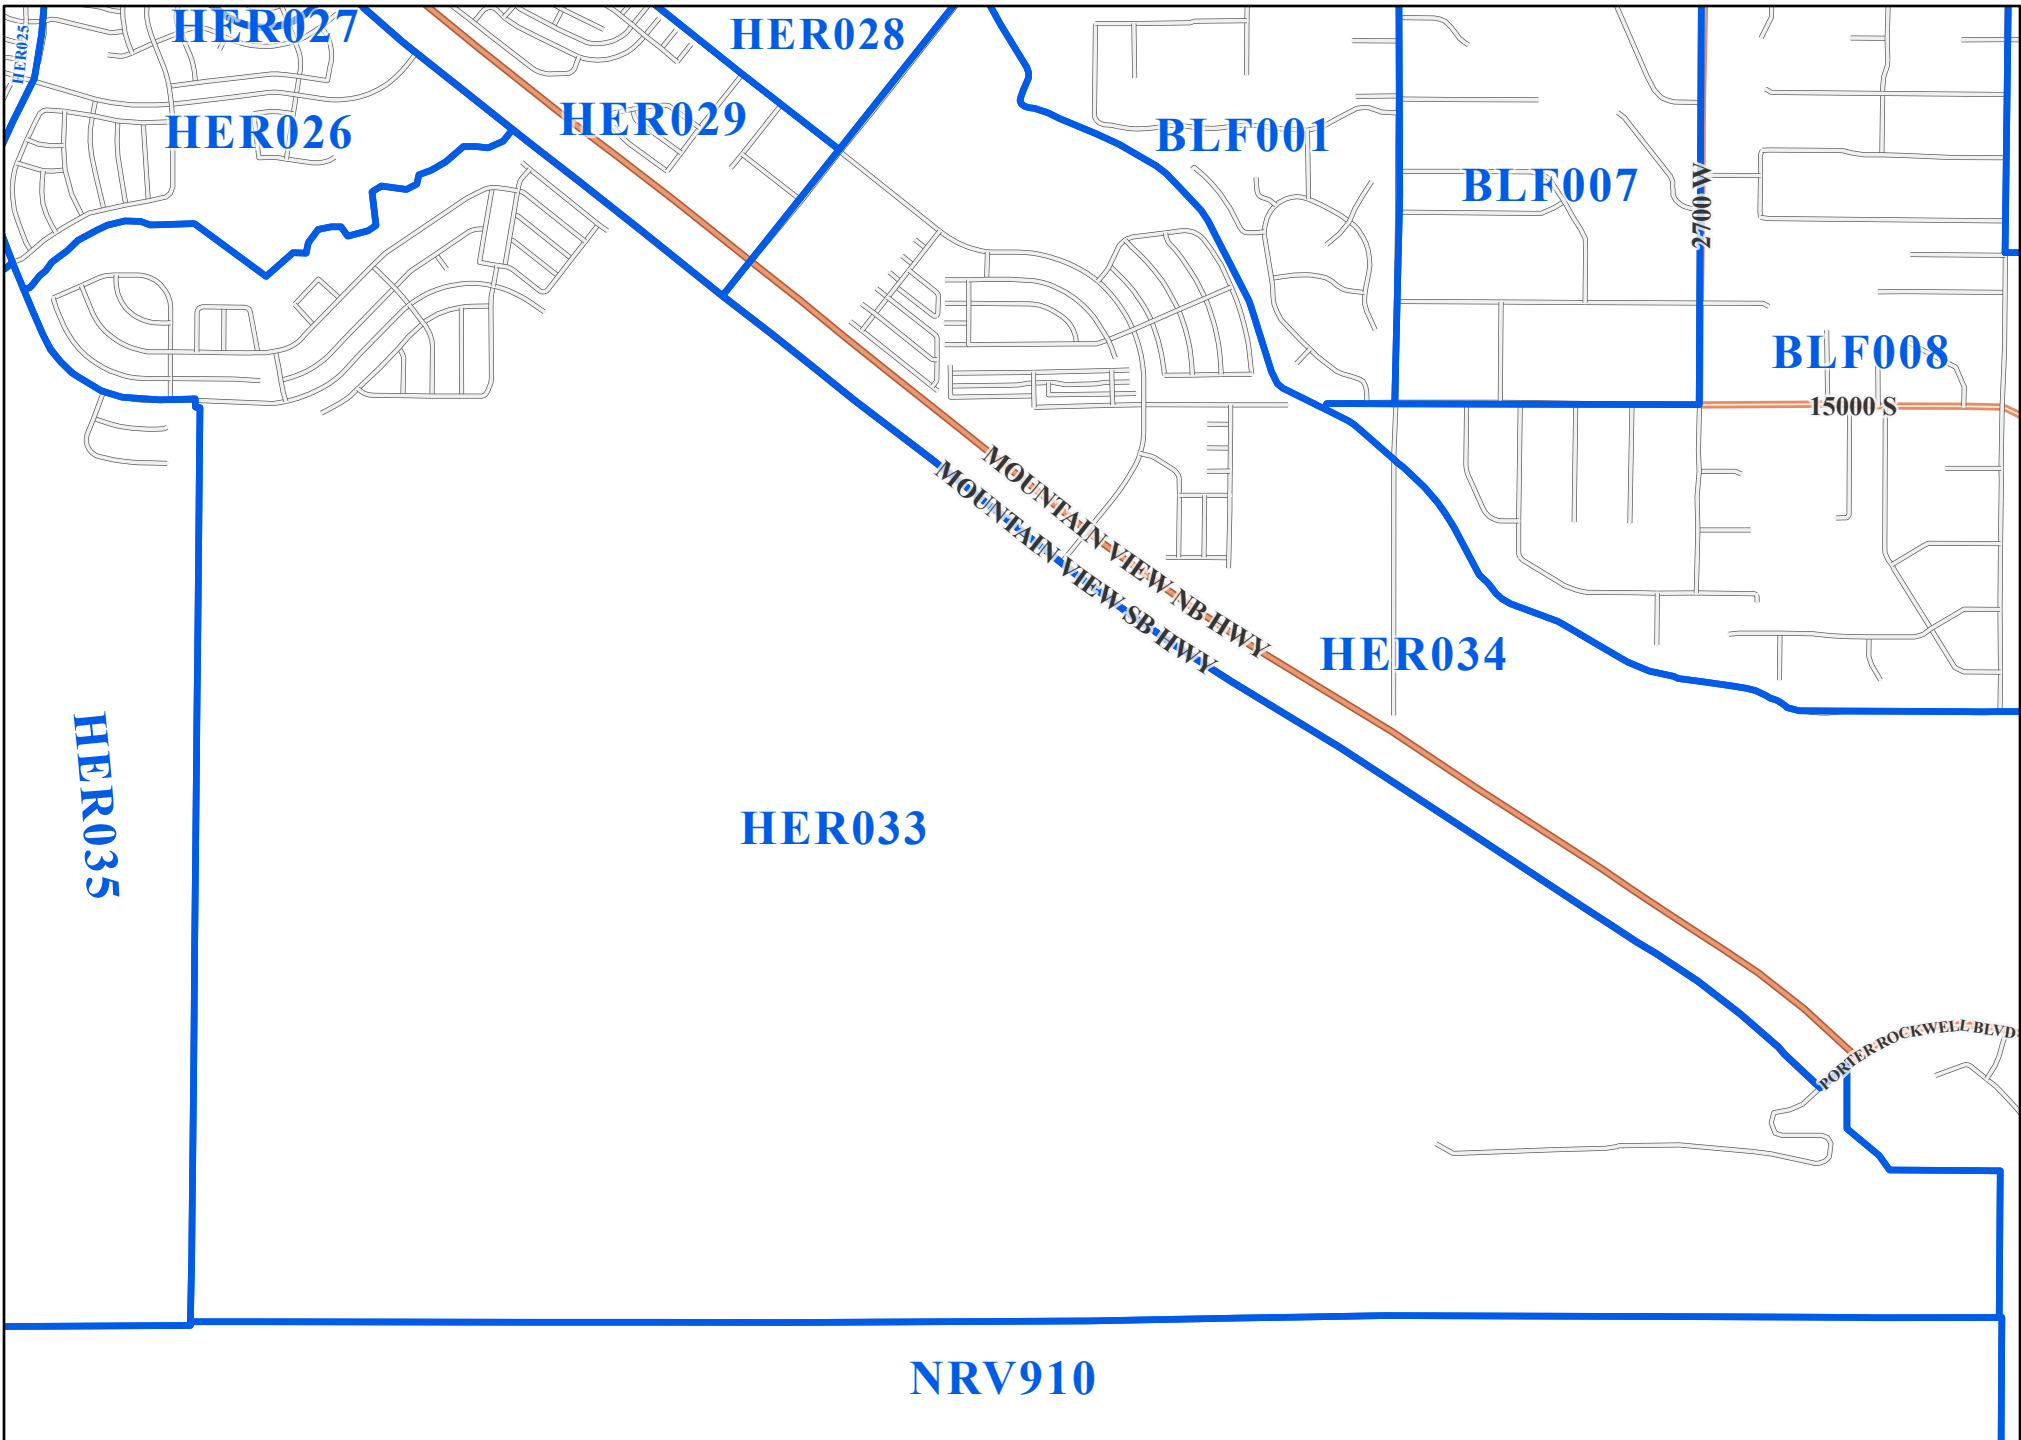 HER025
HER027
HER028
HER029
HER026
BLF001
BLF007
2700 W
BLF008
15000 S
MOUNTAIN VIEW NB HWY
MOUNTAIN VIEW SB HWY
HER034
HER035
HER033
PORTER ROCKWELL BLVD
NRV910